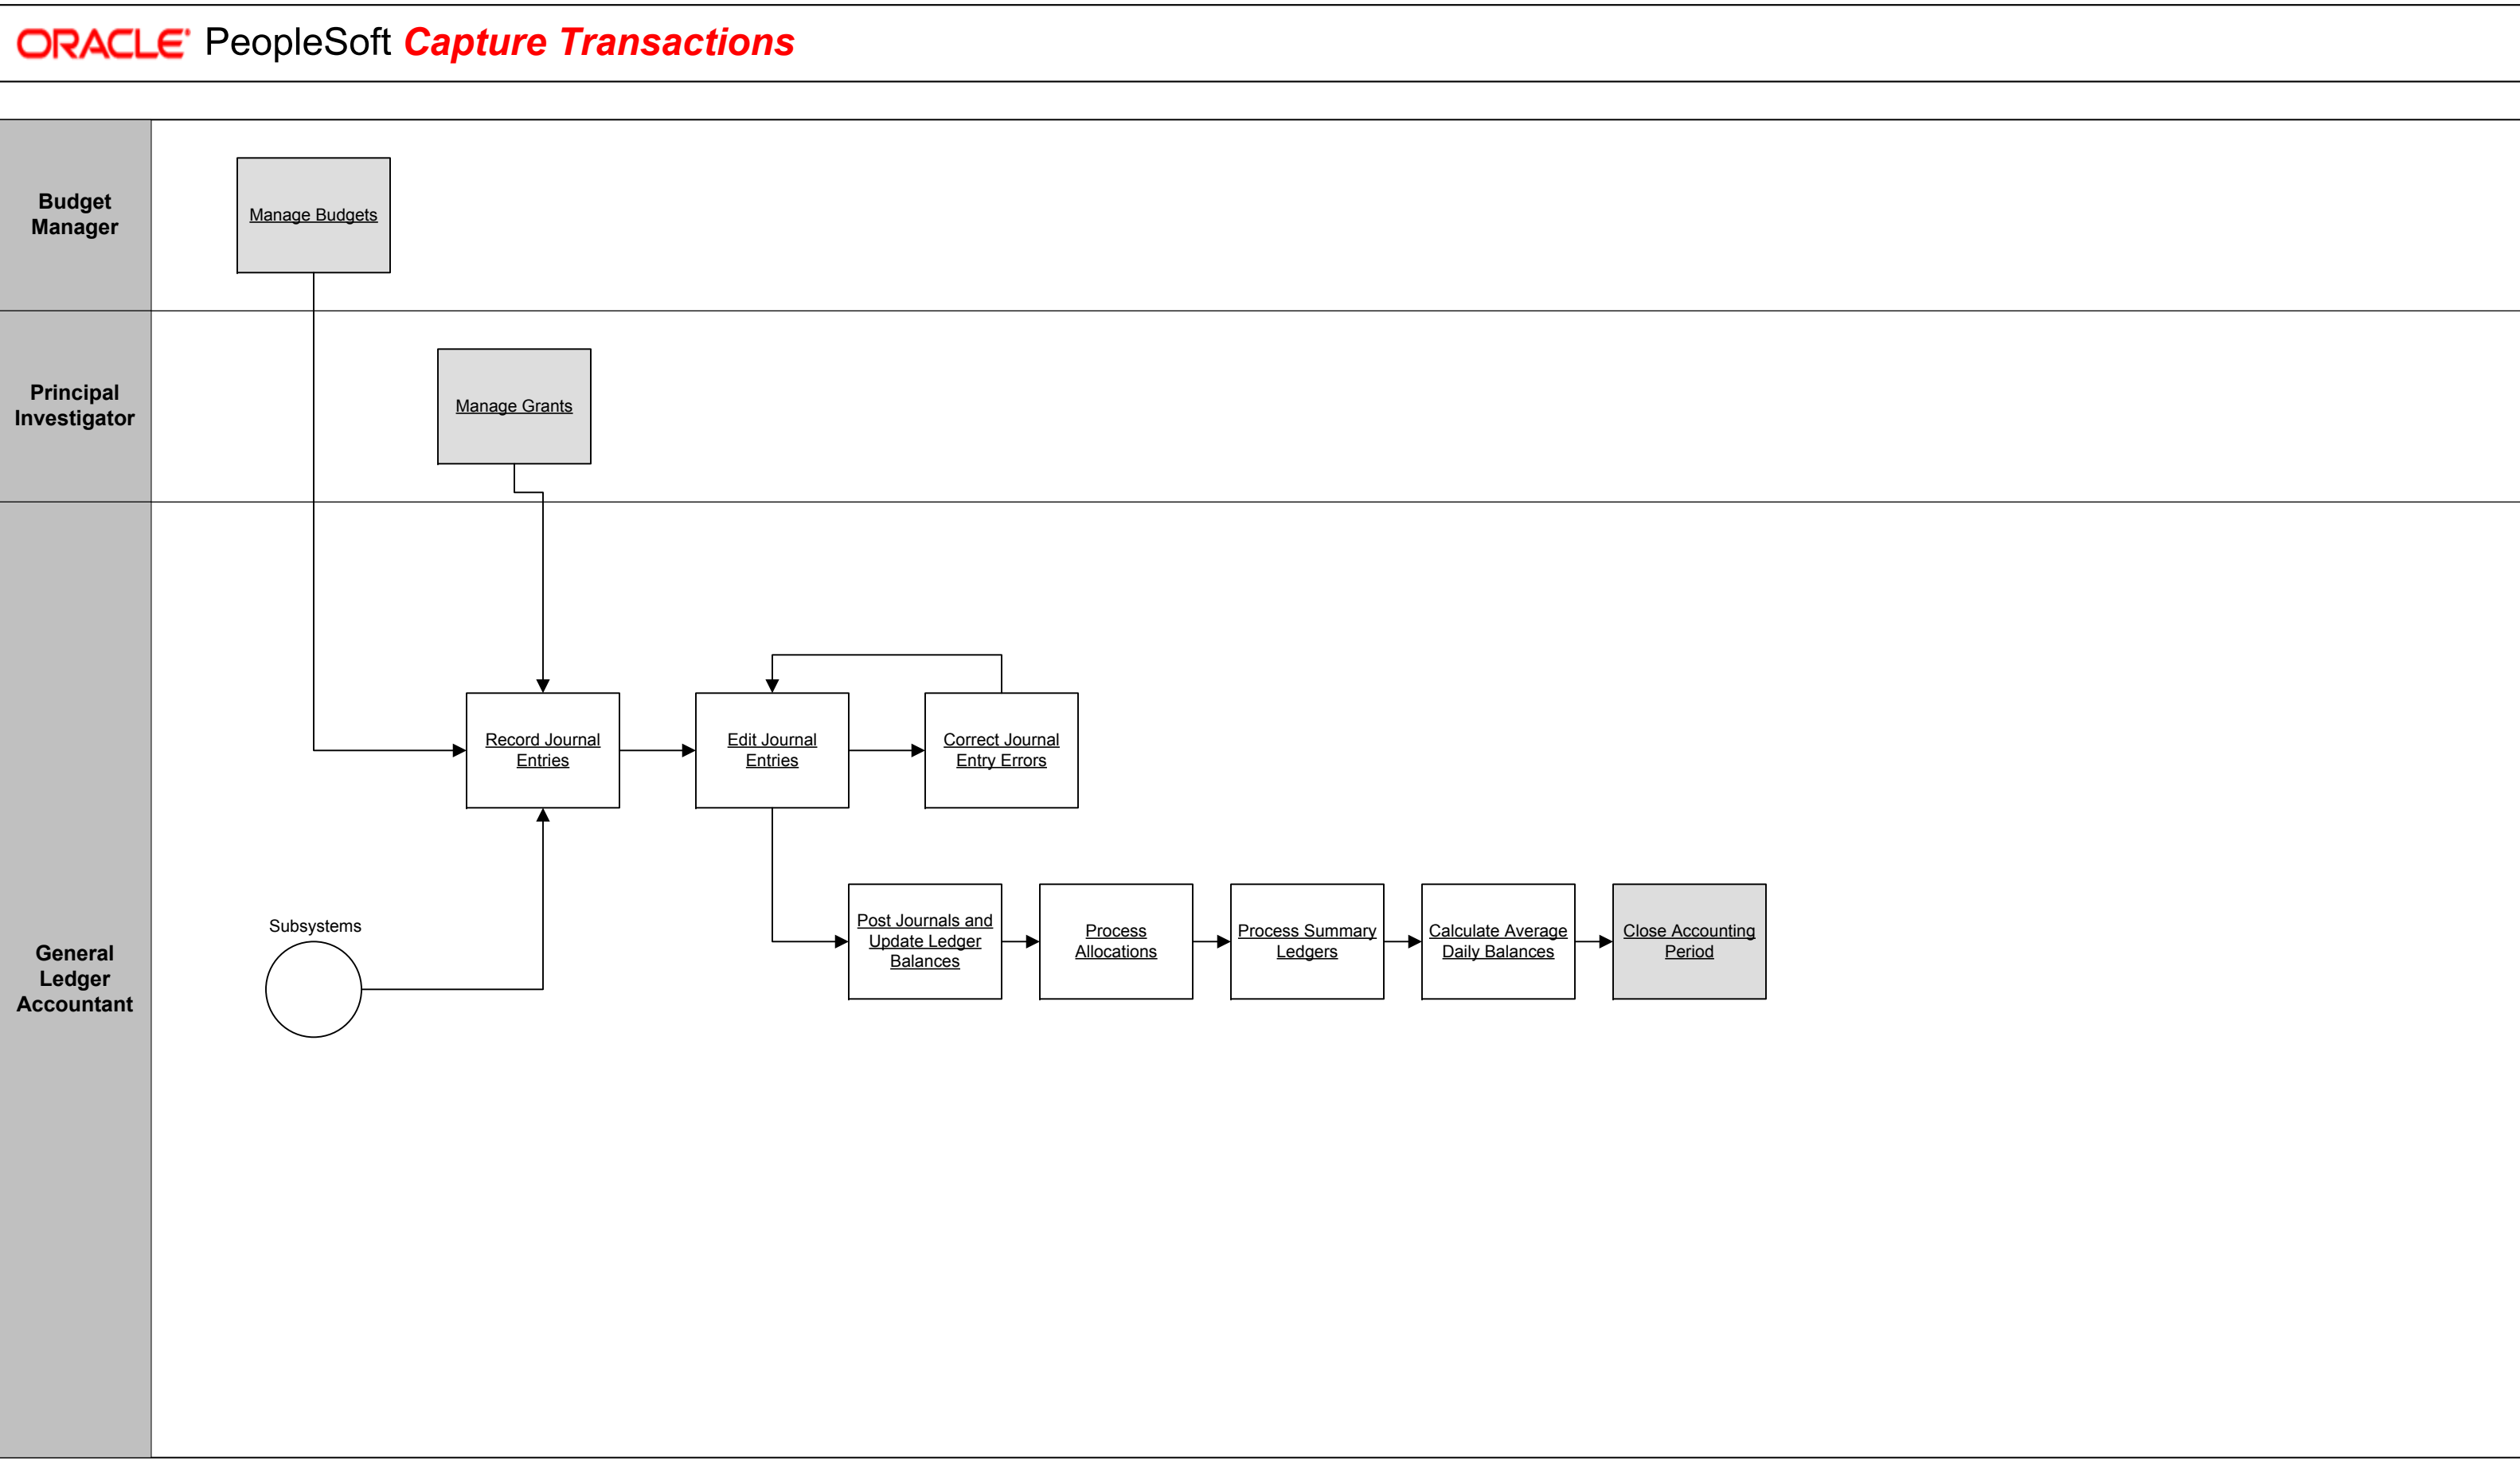 ORACLE PeopleSoft Capture Transactions
Budget
Manager
Manage Budgets
Principal
Investigator
Manage Grants
General
Ledger
Accountant
Record Journal
Entries
Edit Journal
Entries
Correct Journal
Entry Errors
Subsystems
Post Journals and
Update Ledger
Balances
Process
Allocations
Process Summary
Ledgers
Calculate Average
Daily Balances
Close Accounting
Period